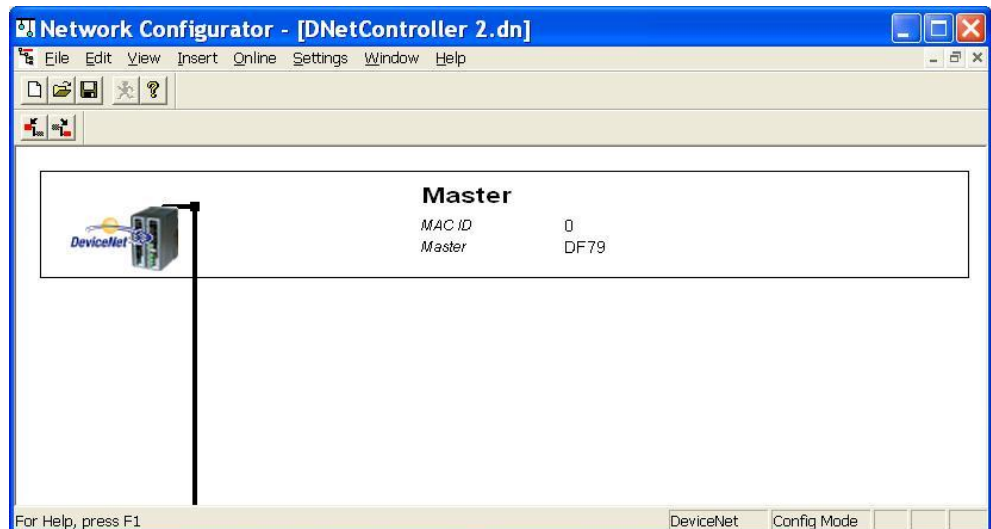 Network Configurator - [DNetController 2.dn]
File Edit View Insert Online Settings Window Help
Master
MAC ID 0
Master DF79
DeviceNet
For Help, press F1 DeviceNet Config Mode